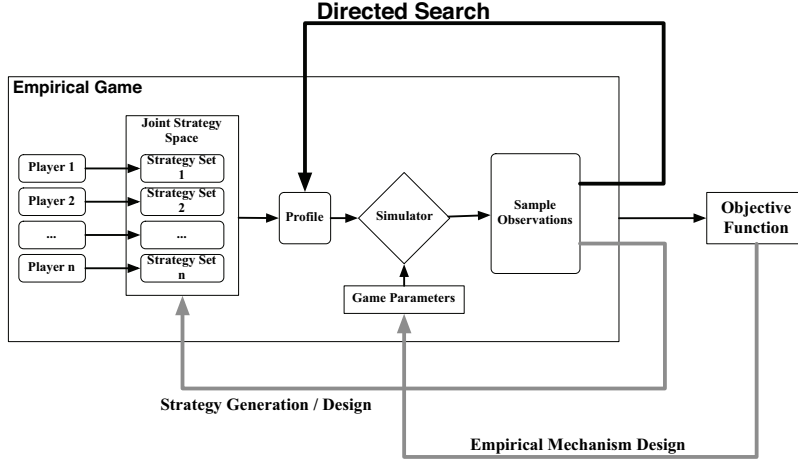 Directed Search
Empirical Game
Joint Strategy
Space
Player 1
Strategy Set
1
Player 2
Strategy Set
2
...
...
Player n
Strategy Set
n
Profile
Simulator
Game Parameters
Sample
Observations
Objective
Function
Strategy Generation / Design
Empirical Mechanism Design